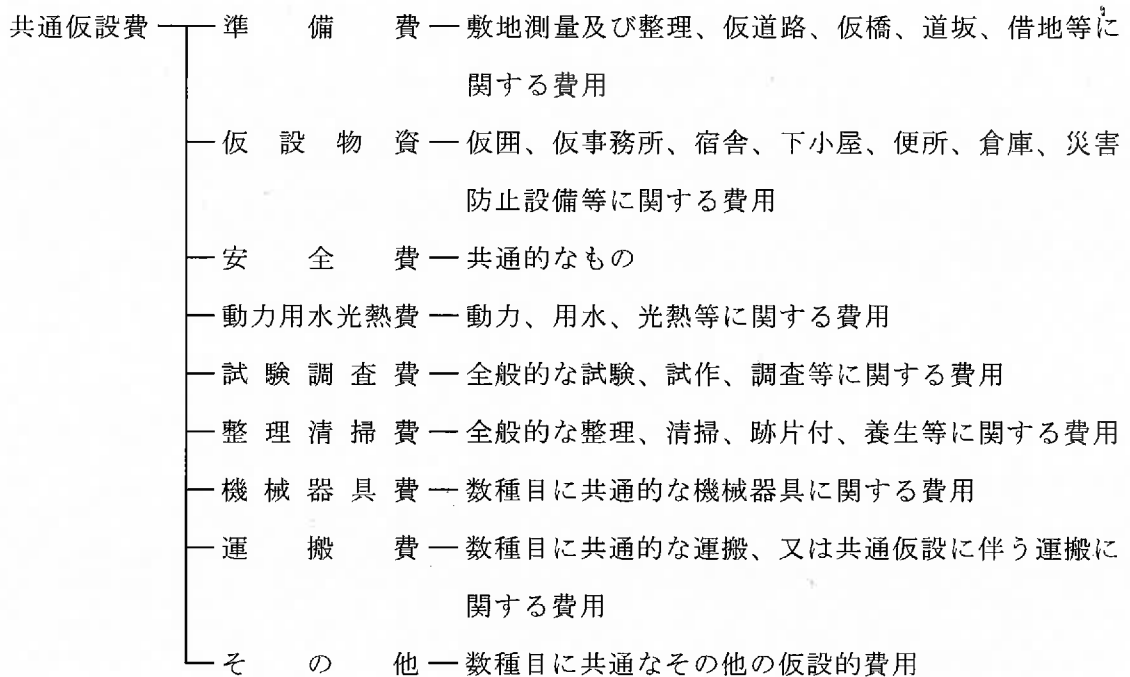 共通仮設費 準備費 敷地測量及び整理、仮道路、仮橋、道坂、借地等に
関する費用
仮設物資 仮囲、仮事務所、宿舎、下小屋、便所、倉庫、災害
防止設備等に関する費用
安全費 共通的なもの
動力用水光熱費 動力、用水、光熱等に関する費用
試験調査費 全般的な試験、試作、調査等に関する費用
整理清掃費 全般的な整理、清掃、跡片付、養生等に関する費用
機械器具費 数種目に共通的な機械器具に関する費用
運搬費 数種目に共通的な運搬、又は共通仮設に伴う運搬に
関する費用
その他 数種目に共通なその他の仮設的費用